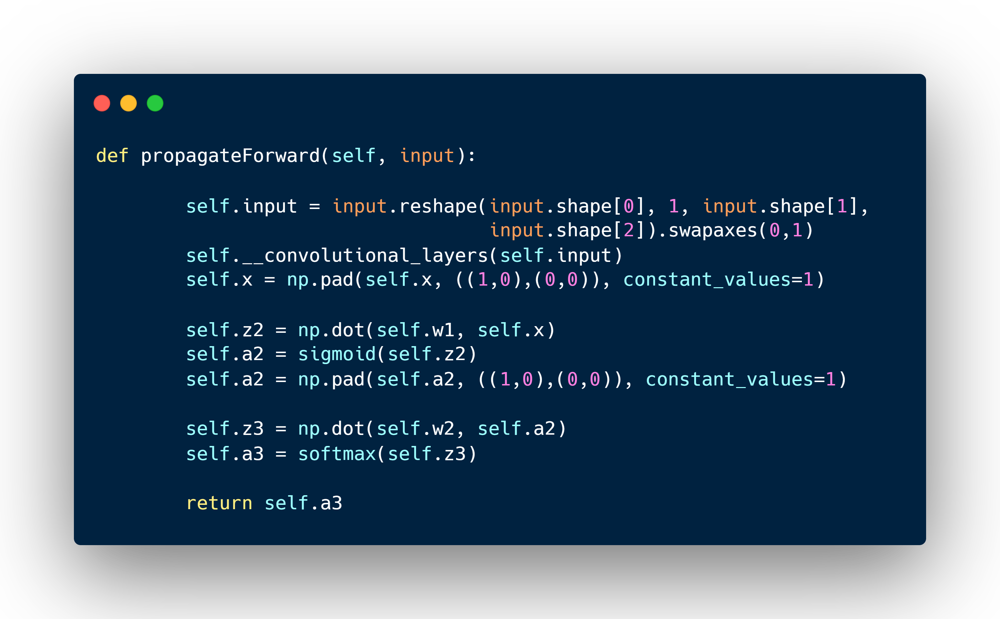 def propagateForward(self, input):
self.input = input.reshape(input.shape[0], 1, input.shape[1],
input.shape[2]).swapaxes(0,1)
self.__convolutional_layers(self.input)
self.x = np.pad(self.x, ((1,0),(0,0)), constant_values=1)
self.z2 = np.dot(self.w1, self.x)
self.a2 = sigmoid(self.z2)
self.a2 = np.pad(self.a2, ((1,0),(0,0)), constant_values=1)
self.z3 = np.dot(self.w2, self.a2)
self.a3 = softmax(self.z3)
return self.a3